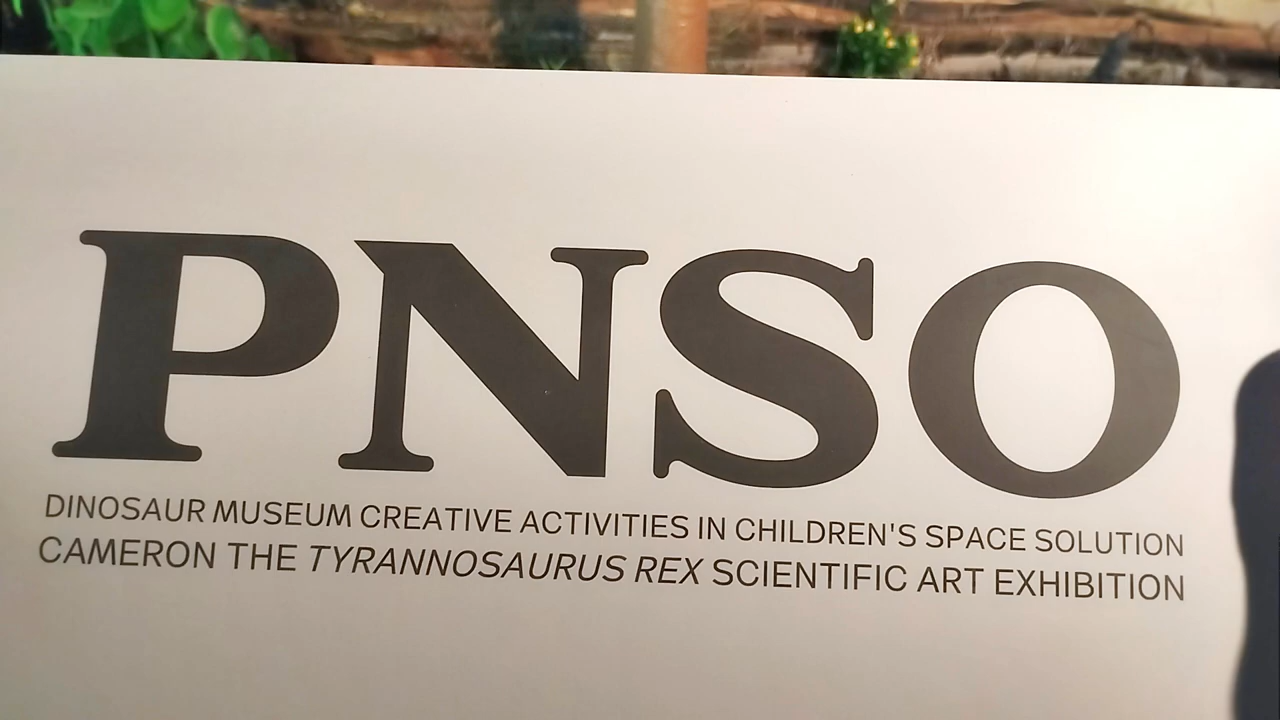 PNSO
DINOSAUR MUSEUM CREATIVE ACTIVITIES IN CHILDREN'S SPACE SOLUTION
CAMERON THE TYRANNOSAURUS REX SCIENTIFIC ART EXHIBITION